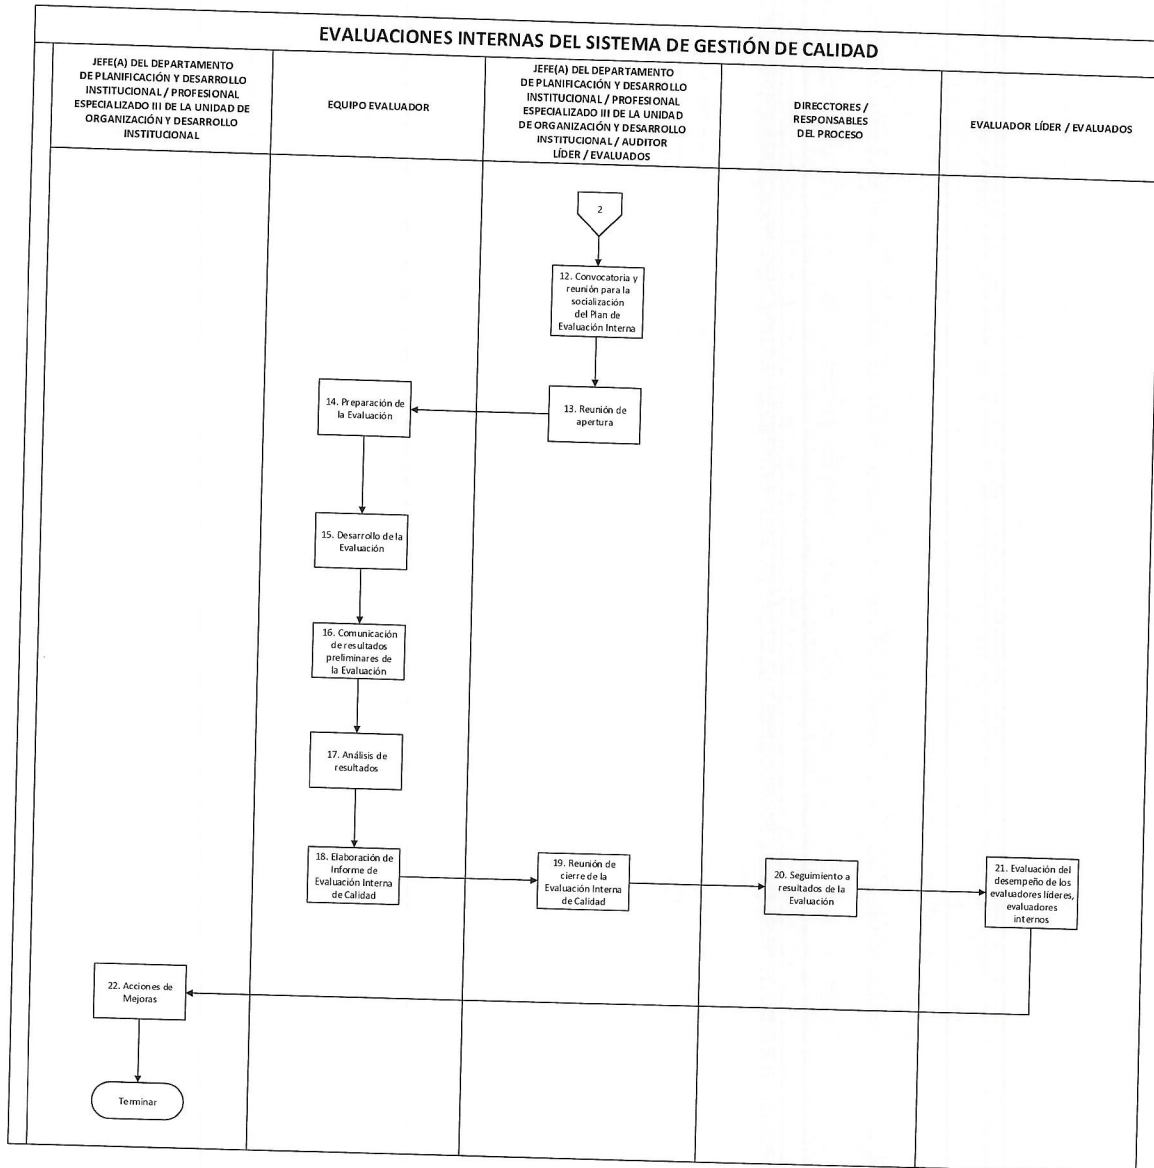 EVALUACIONES INTERNAS DEL SISTEMA DE GESTIÓN DE CALIDAD
JEFE(A) DEL DEPARTAMENTO
DE PLANIFICACIÓN Y DESARROLLO
INSTITUCIONAL / PROFESIONAL
ESPECIALIZADO III DE LA UNIDAD DE
ORGANIZACIÓN Y DESARROLLO
INSTITUCIONAL
EQUIPO EVALUADOR
JEFE(A) DEL DEPARTAMENTO
DE PLANIFICACIÓN Y DESARROLLO
INSTITUCIONAL / PROFESIONAL
ESPECIALIZADO III DE LA UNIDAD
DE ORGANIZACIÓN Y DESARROLLO
INSTITUCIONAL / AUDITOR
LÍDER / EVALUADOS
DIRECCTORES /
RESPONSABLES
DEL PROCESO
EVALUADOR LÍDER / EVALUADOS
2
12. Convocatoria y
reunión para la
socialización
del Plan de
Evaluación Interna
13. Reunión de
apertura
14. Preparación de
la Evaluación
15. Desarrollo de la
Evaluación
16. Comunicación
de resultados
preliminares de
la Evaluación
17. Análisis de
resultados
18. Elaboración de
Informe de
Evaluación Interna
de Calidad
19. Reunión de
cierre de la
Evaluación Interna
de Calidad
20. Seguimiento a
resultados de la
Evaluación
21. Evaluación del
desempeño de los
evaluadores líderes,
evaluadores
internos
22. Acciones de
Mejoras
Terminar